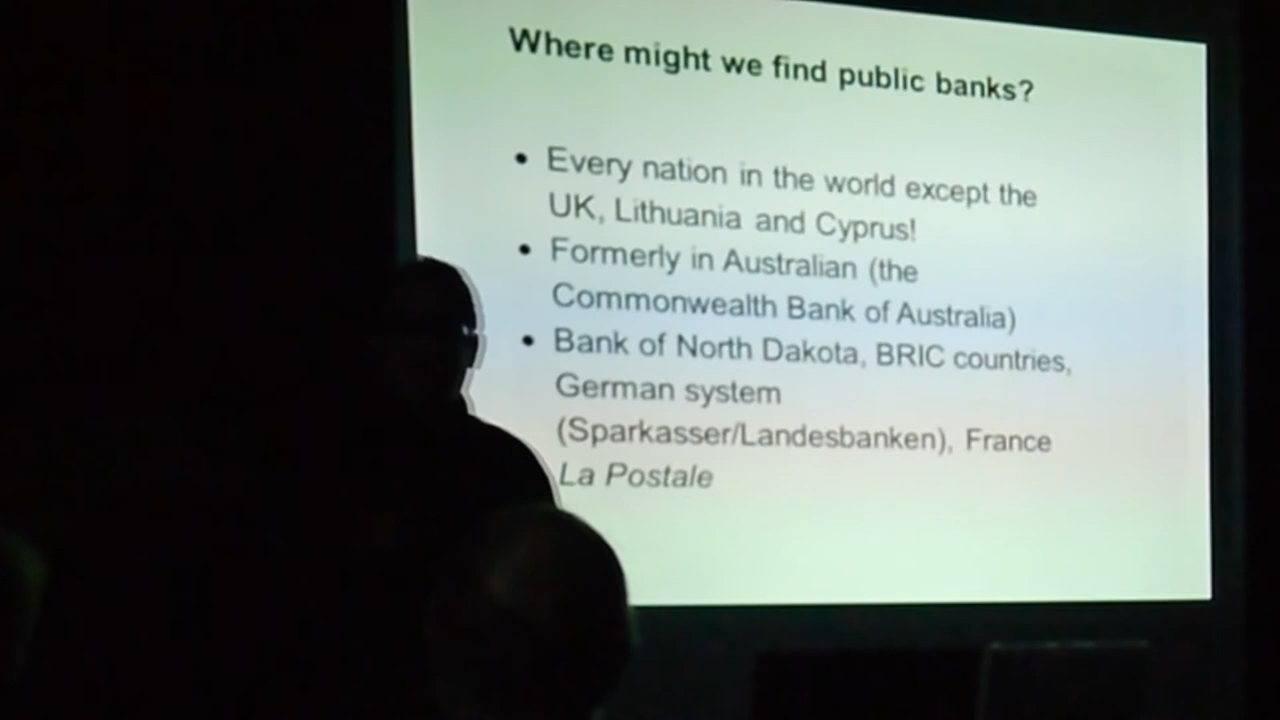 Where might we find public banks?
• Every nation in the world except the
UK, Lithuania and Cyprus!
• Formerly in Australian (the
Commonwealth Bank of Australia)
• Bank of North Dakota, BRIC countries,
German system
(Sparkasser/Landesbanken), France
La Postale